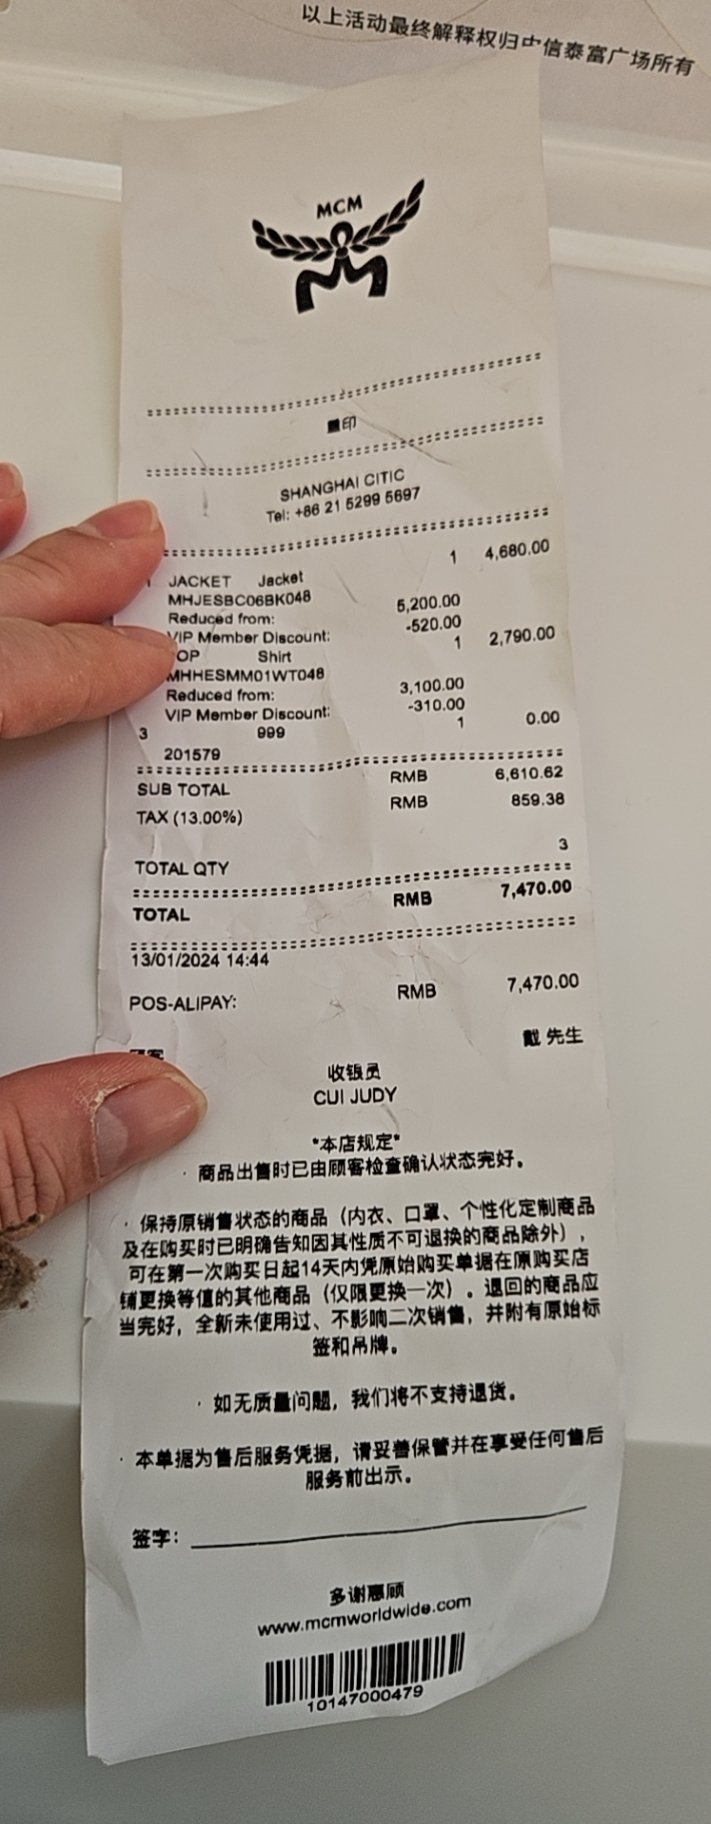 以上活动最终解释权归中信泰富广场所有
MCM
重印
SHANGHAI CITIC
Tel: +86 21 5299 5697
JACKET Jacket 1 4,680.00
MHJESBC06BK048
Reduced from: 5,200.00
VIP Member Discount: -520.00
OP Shirt 1 2,790.00
MHHESMM01WT048
Reduced from: 3,100.00
VIP Member Discount: -310.00
3 999 1 0.00
201579
SUB TOTAL RMB 6,610.62
TAX (13.00%) RMB 859.38
TOTAL QTY 3
TOTAL RMB 7,470.00
13/01/2024 14:44
POS-ALIPAY: RMB 7,470.00
顾客 戴 先生
收银员
CUI JUDY
*本店规定*
· 商品出售时已由顾客检查确认状态完好。
· 保持原销售状态的商品（内衣、口罩、个性化定制商品
及在购买时已明确告知因其性质不可退换的商品除外），
可在第一次购买日起14天内凭原始购买单据在原购买店
铺更换等值的其他商品（仅限更换一次）。退回的商品应
当完好，全新未使用过、不影响二次销售，并附有原始标
签和吊牌。
· 如无质量问题，我们将不支持退货。
· 本单据为售后服务凭据，请妥善保管并在享受任何售后
服务前出示。
签字：
多谢惠顾
www.mcmworldwide.com
10147000479